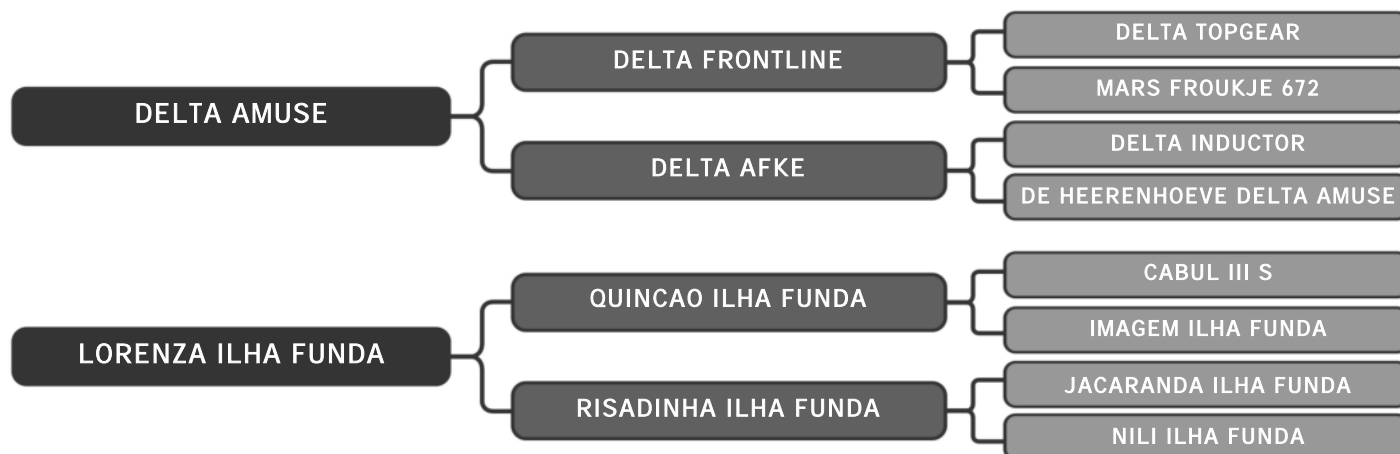 DELTA TOPGEAR
DELTA FRONTLINE
MARS FROUKJE 672
DELTA AMUSE
DELTA INDUCTOR
DELTA AFKE
DE HEERENHOEVE DELTA AMUSE
CABUL III S
QUINCAO ILHA FUNDA
IMAGEM ILHA FUNDA
LORENZA ILHA FUNDA
JACARANDA ILHA FUNDA
RISADINHA ILHA FUNDA
NILI ILHA FUNDA